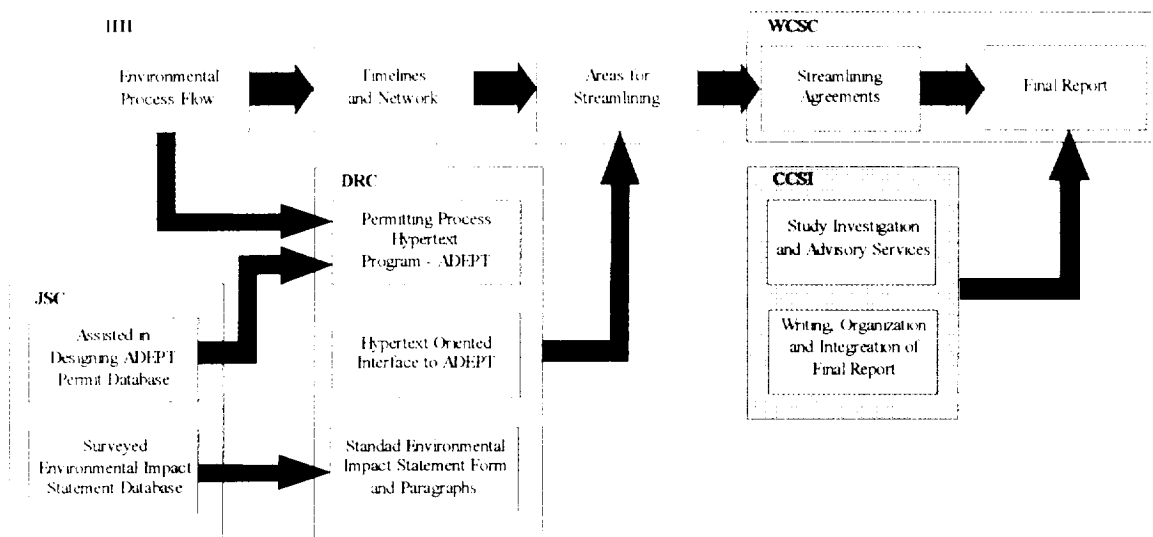 WCSC
Environmental
Process Flow
Timelines
and Network
Areas for
Streamlining
Streamlining
Agreements
Final Report
DRC
Permitting Process
Hypertext
Program - ADEPT
Hypertext Oriented
Interface to ADEPT
Standad Environmental
Impact Statement Form
and Paragraphs
CCSI
Study Investigation
and Advisory Services
Writing, Organization
and Integreation of
Final Report
JSC
Assisted in
Designing ADEPT
Permit Database
Surveyed
Environmental Impact
Statement Database